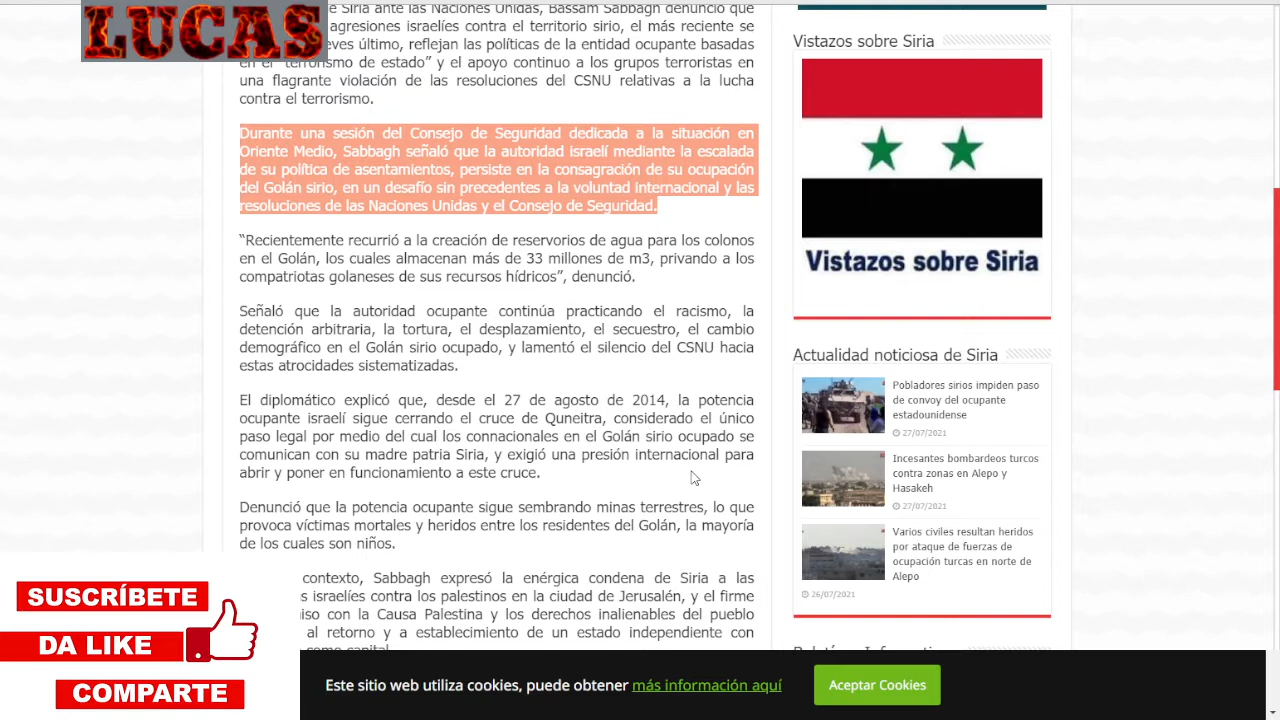 LUCAS
de Siria ante las Naciones Unidas, Bassam Sabbagh denunció que
agresiones israelíes contra el territorio sirio, el más reciente se
eves último, reflejan las políticas de la entidad ocupante basadas
en el “terrorismo de estado” y el apoyo continuo a los grupos terroristas en
una flagrante violación de las resoluciones del CSNU relativas a la lucha
contra el terrorismo.
Durante una sesión del Consejo de Seguridad dedicada a la situación en
Oriente Medio, Sabbagh señaló que la autoridad israelí mediante la escalada
de su política de asentamientos, persiste en la consagración de su ocupación
del Golán sirio, en un desafío sin precedentes a la voluntad internacional y las
resoluciones de las Naciones Unidas y el Consejo de Seguridad.
“Recientemente recurrió a la creación de reservorios de agua para los colonos
en el Golán, los cuales almacenan más de 33 millones de m3, privando a los
compatriotas golaneses de sus recursos hídricos”, denunció.
Señaló que la autoridad ocupante continúa practicando el racismo, la
detención arbitraria, la tortura, el desplazamiento, el secuestro, el cambio
demográfico en el Golán sirio ocupado, y lamentó el silencio del CSNU hacia
estas atrocidades sistematizadas.
El diplomático explicó que, desde el 27 de agosto de 2014, la potencia
ocupante israelí sigue cerrando el cruce de Quneitra, considerado el único
paso legal por medio del cual los connacionales en el Golán sirio ocupado se
comunican con su madre patria Siria, y exigió una presión internacional para
abrir y poner en funcionamiento a este cruce.
Denunció que la potencia ocupante sigue sembrando minas terrestres, lo que
provoca víctimas mortales y heridos entre los residentes del Golán, la mayoría
de los cuales son niños.
contexto, Sabbagh expresó la enérgica condena de Siria a las
s israelíes contra los palestinos en la ciudad de Jerusalén, y el firme
iso con la Causa Palestina y los derechos inalienables del pueblo
al retorno y a establecimiento de un estado independiente con
como capital
Vistazos sobre Siria
Vistazos sobre Siria
Actualidad noticiosa de Siria
Pobladores sirios impiden paso
de convoy del ocupante
estadounidense
27/07/2021
Incesantes bombardeos turcos
contra zonas en Alepo y
Hasakeh
27/07/2021
Varios civiles resultan heridos
por ataque de fuerzas de
ocupación turcas en norte de
Alepo
26/07/2021
SUSCRÍBETE
DA LIKE
COMPARTE
Este sitio web utiliza cookies, puede obtener más información aquí
Aceptar Cookies